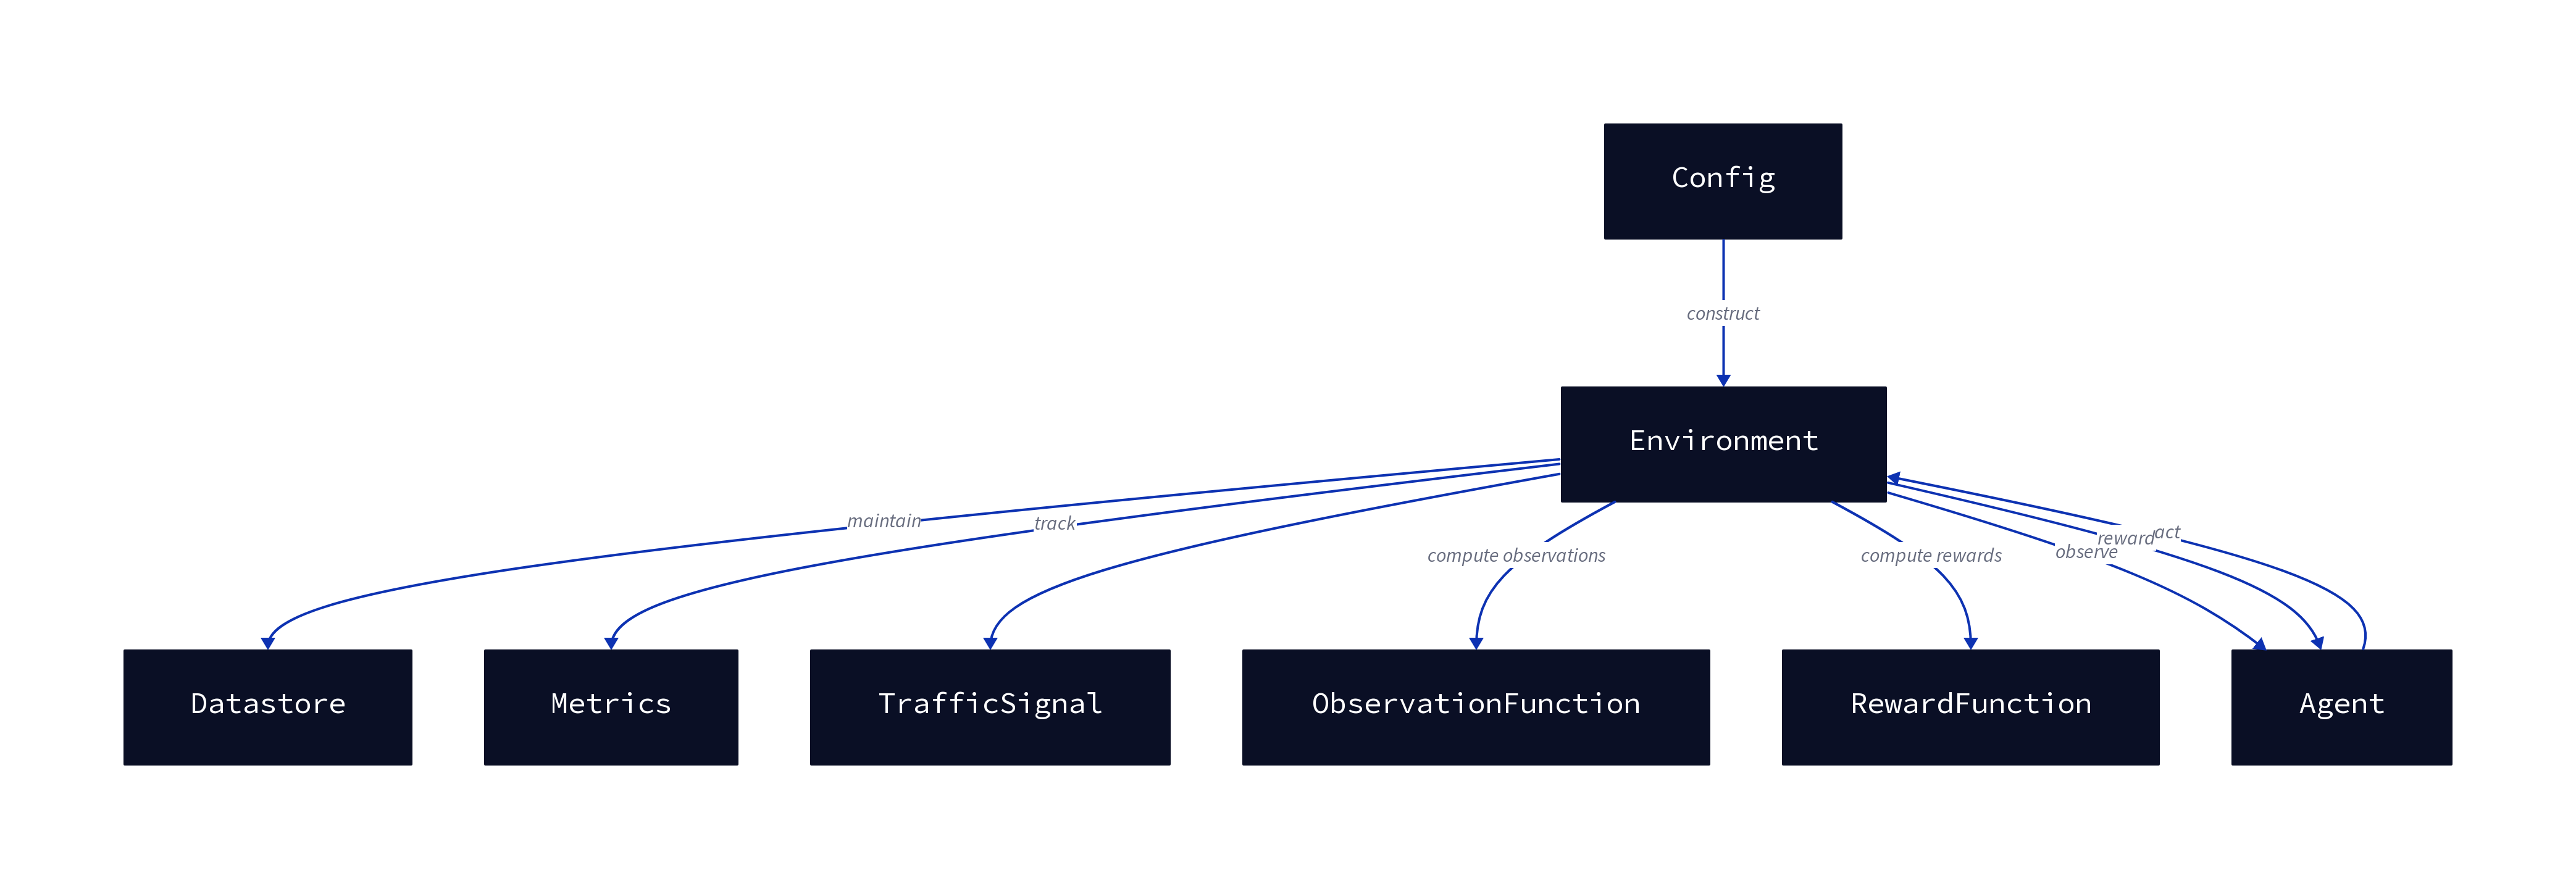 Config
construct
Environment
maintain
track
compute observations
compute rewards
observe
reward
act
Datastore
Metrics
TrafficSignal
ObservationFunction
RewardFunction
Agent